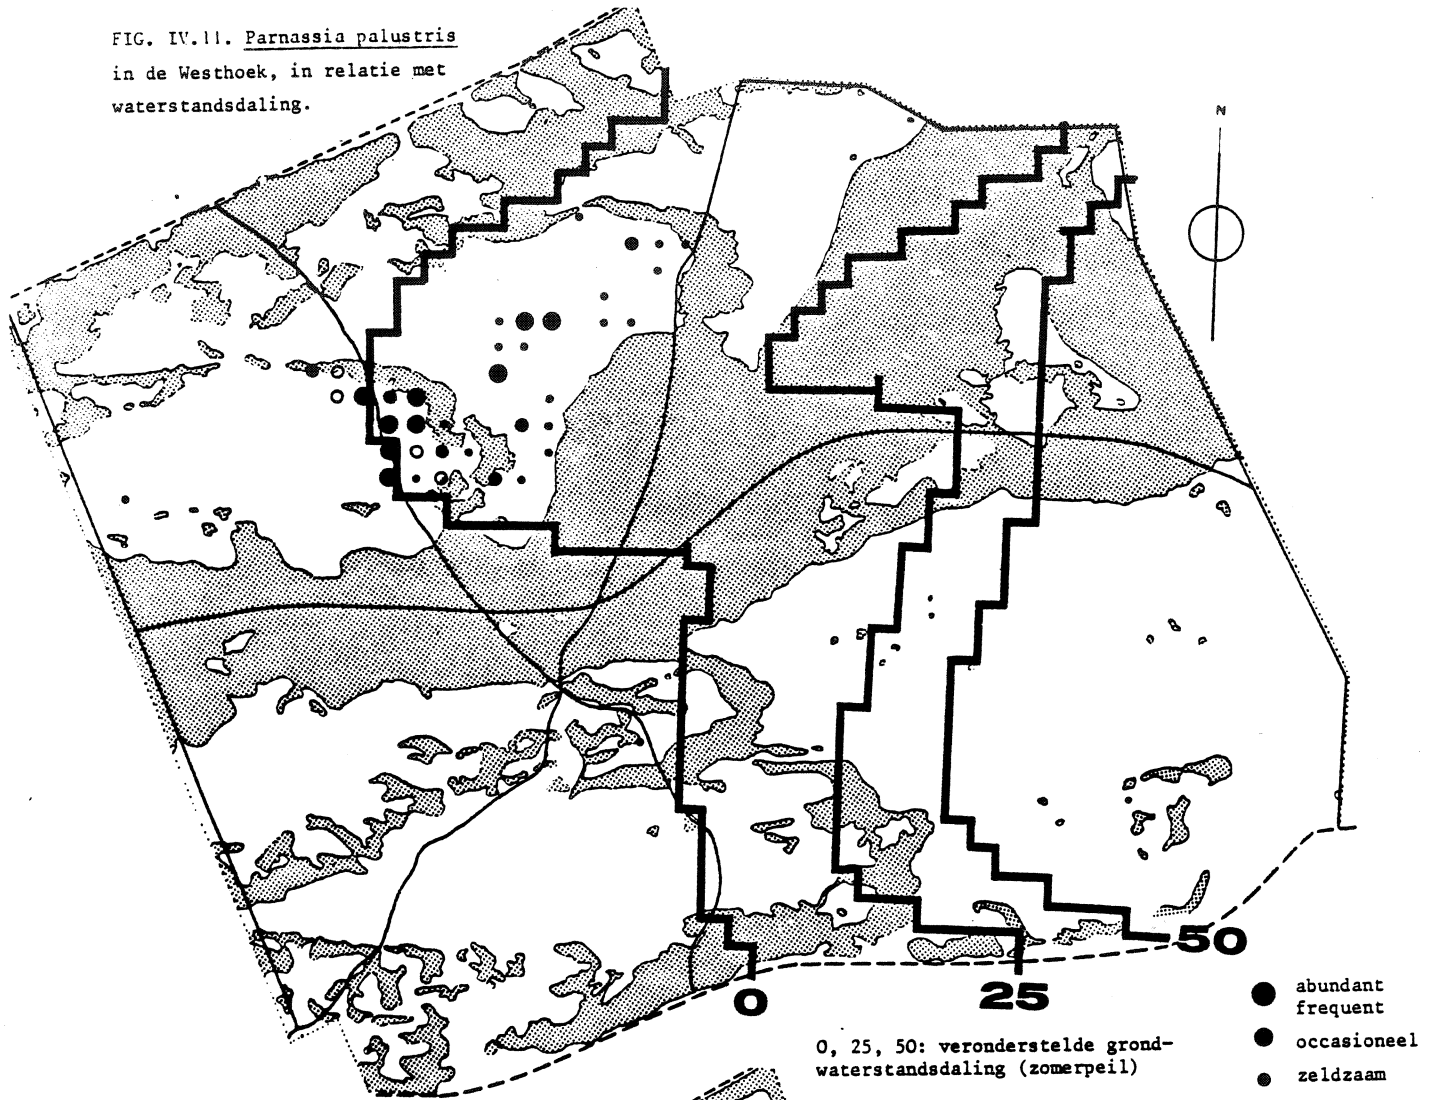 FIG. IV.11. Parnassia palustris
in de Westhoek, in relatie met
waterstandsdaling.
N
50
0
25
0, 25, 50: veronderstelde grond-
waterstandsdaling (zomerpeil)
abundant
frequent
occasioneel
zeldzaam